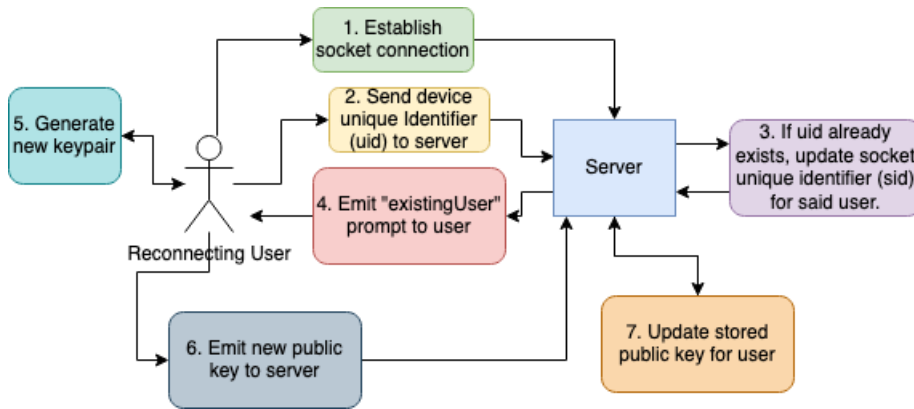 1. Establish
socket connection
2. Send device
unique Identifier
(uid) to server
5. Generate
new keypair
Server
3. If uid already
exists, update socket
unique identifier (sid)
for said user.
4. Emit "existingUser"
prompt to user
Reconnecting User
6. Emit new public
key to server
7. Update stored
public key for user